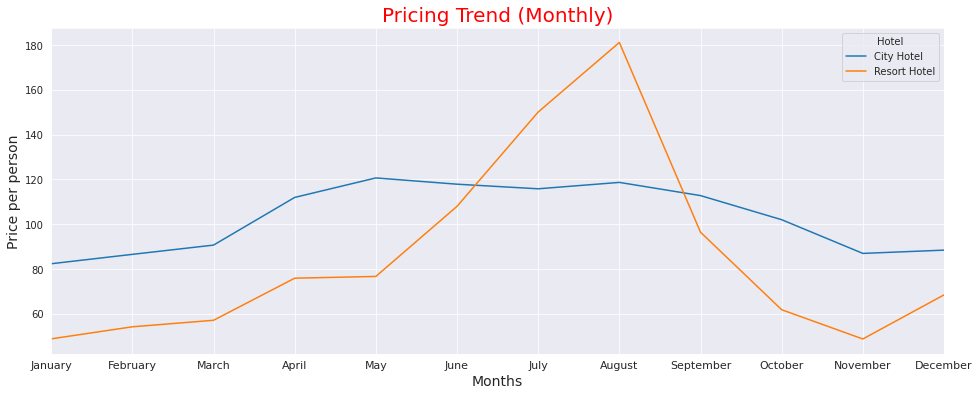 Pricing Trend (Monthly)
Hotel
City Hotel
Resort Hotel
Price per person
180
160
140
120
100
80
60
January February March April May June July August September October November December
Months